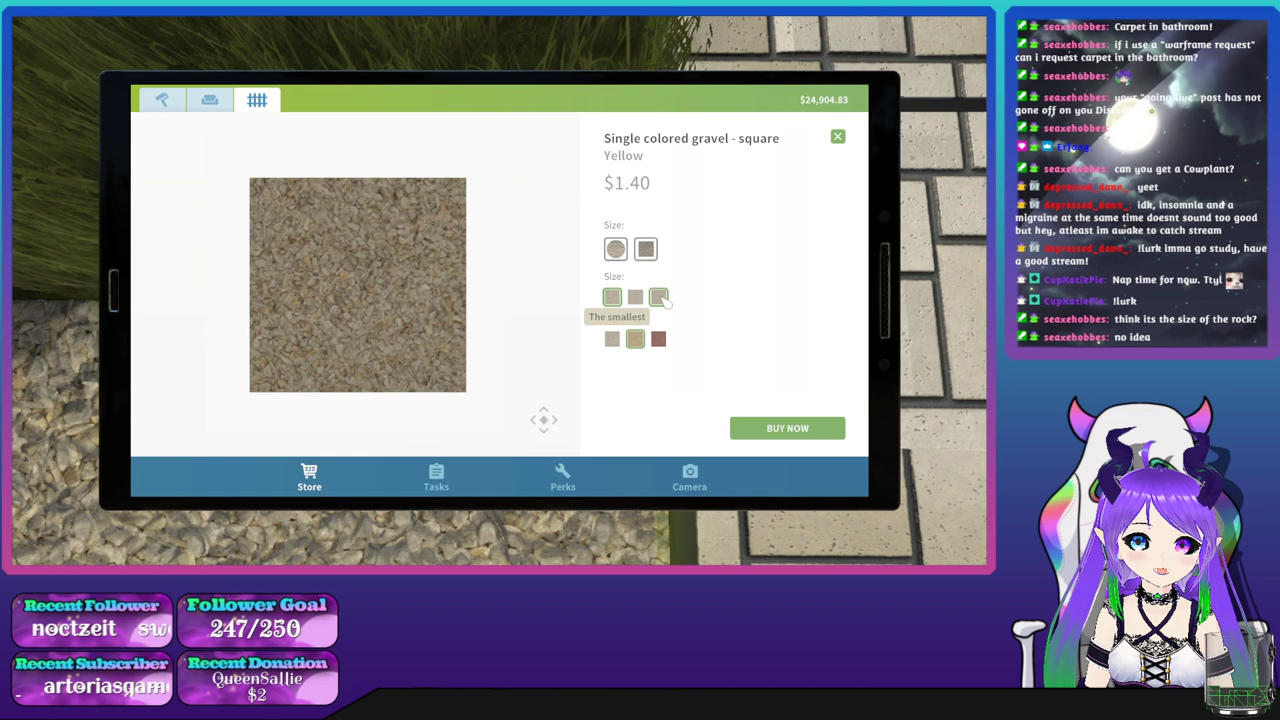 $24,904.83
Single colored gravel - square
Yellow
$1.40
Size:
Size:
The smallest
BUY NOW
Store
Tasks
Perks
Camera
seaxehobbes: Carpet in bathroom!
seaxehobbes: if i use a "warframe request"
can i request carpet in the bathroom?
seaxehobbes:
seaxehobbes: your "going live" post has not
gone off on you
seaxehobbes:
Erfong:
seaxehobbes: can you get a Cowplant?
depressed_dann_: yeet
depressed_dann_: idk, insomnia and a
migraine at the same time doesnt sound too good
but hey, atleast im awake to catch stream
depressed_dann_: !lurk imma go study, have
a good stream!
CupKatiePie: Nap time for now. Ttyl
CupKatiePie: !lurk
seaxehobbes: think its the size of the rock?
seaxehobbes: no idea
Recent Follower
noctzeit sw
Follower Goal
247/250
Recent Subscriber
- artoriasgam
Recent Donation
QueenSallie
$2